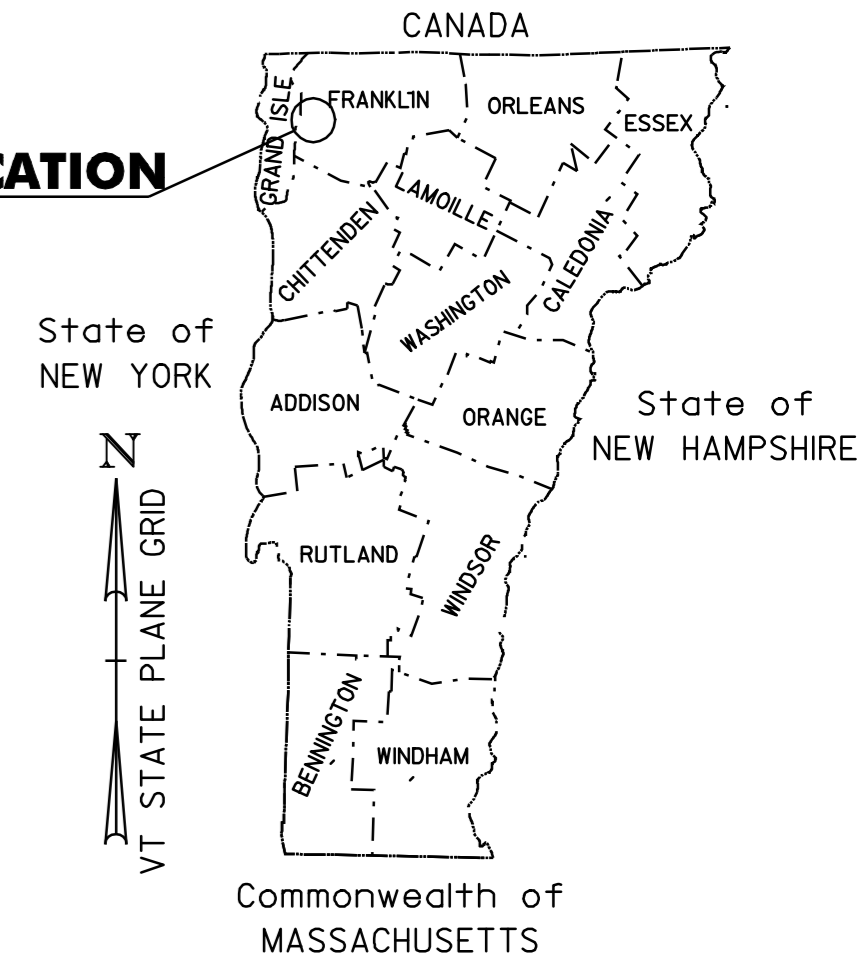 CANADA
GRAND ISLE
FRANKLIN
ORLEANS
ESSEX
CATION
LAMOILLE
CHITTENDEN
CALEDONIA
WASHINGTON
State of
NEW YORK
ADDISON
ORANGE
State of
NEW HAMPSHIRE
N
VT STATE PLANE GRID
RUTLAND
WINDSOR
BENNINGTON
WINDHAM
Commonwealth of
MASSACHUSETTS